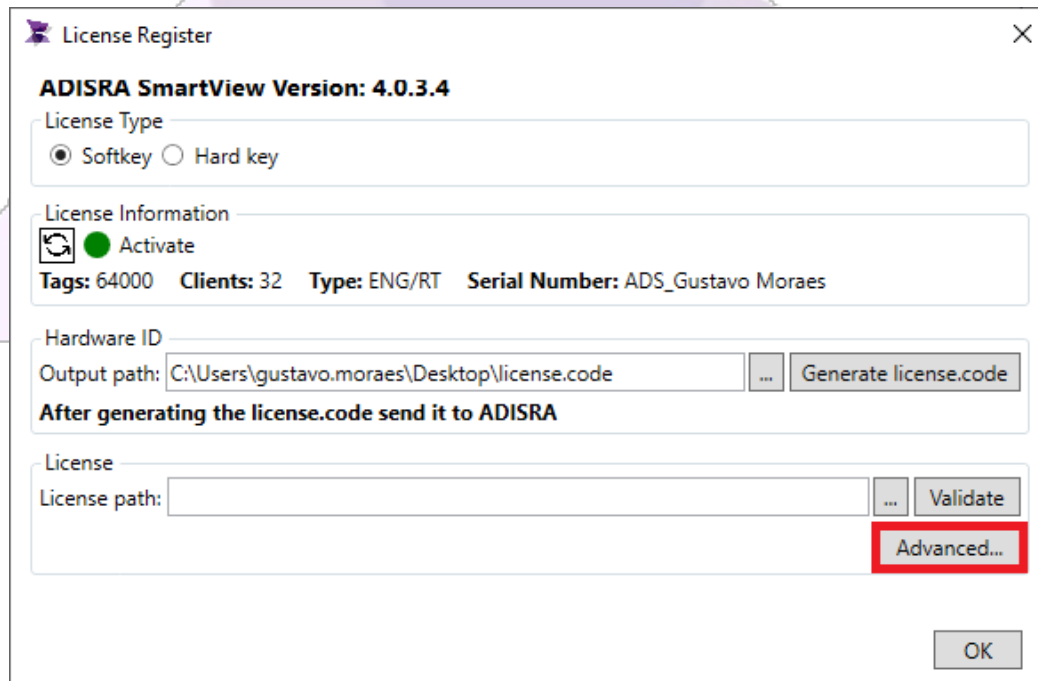 License Register
ADISRA SmartView Version: 4.0.3.4
License Type
Softkey Hard key
License Information
Activate
Tags: 64000 Clients: 32 Type: ENG/RT Serial Number: ADS_Gustavo Moraes
Hardware ID
Output path: C:\Users\gustavo.moraes\Desktop\license.code ... Generate license.code
After generating the license.code send it to ADISRA
License
License path: ... Validate
Advanced...
OK